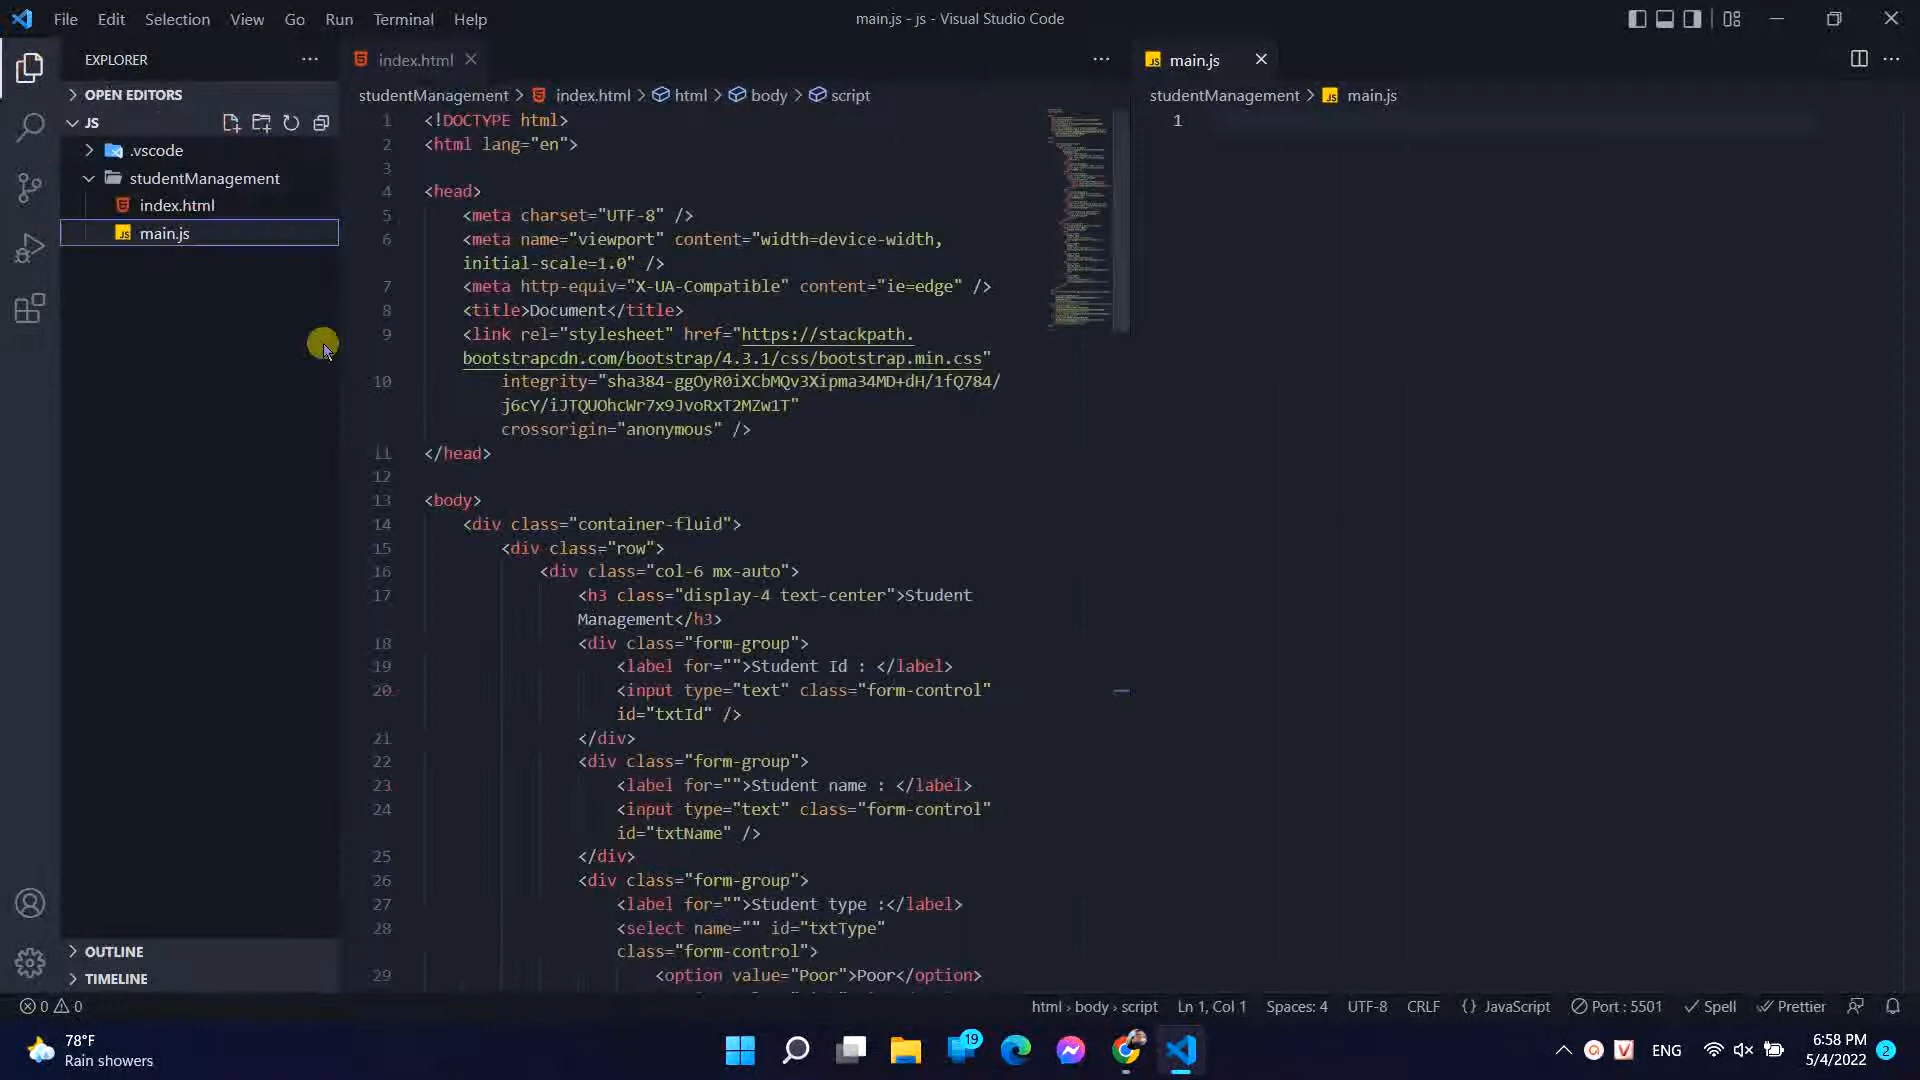 File Edit Selection View Go Run Terminal Help
main.js - js - Visual Studio Code
EXPLORER
OPEN EDITORS
JS
.vscode
studentManagement
index.html
main.js
OUTLINE
TIMELINE
index.html
studentManagement > index.html > html > body > script
1 <!DOCTYPE html>
2 <html lang="en">
3
4 <head>
5 <meta charset="UTF-8" />
6 <meta name="viewport" content="width=device-width,
initial-scale=1.0" />
7 <meta http-equiv="X-UA-Compatible" content="ie=edge" />
8 <title>Document</title>
9 <link rel="stylesheet" href="https://stackpath.
bootstrapcdn.com/bootstrap/4.3.1/css/bootstrap.min.css"
10 integrity="sha384-ggOyR0iXCbMQv3Xipma34MD+dH/1fQ784/
j6cY/iJTQUOhcWr7x9JvoRxT2MZw1T"
crossorigin="anonymous" />
11 </head>
12
13 <body>
14 <div class="container-fluid">
15 <div class="row">
16 <div class="col-6 mx-auto">
17 <h3 class="display-4 text-center">Student
Management</h3>
18 <div class="form-group">
19 <label for="">Student Id : </label>
20 <input type="text" class="form-control"
id="txtId" />
21 </div>
22 <div class="form-group">
23 <label for="">Student name : </label>
24 <input type="text" class="form-control"
id="txtName" />
25 </div>
26 <div class="form-group">
27 <label for="">Student type :</label>
28 <select name="" id="txtType"
class="form-control">
29 <option value="Poor">Poor</option>
main.js
studentManagement > main.js
1
0 0
html › body › script Ln 1, Col 1 Spaces: 4 UTF-8 CRLF {} JavaScript Port : 5501 Spell Prettier
78°F
Rain showers
19
ENG
6:58 PM
5/4/2022
2